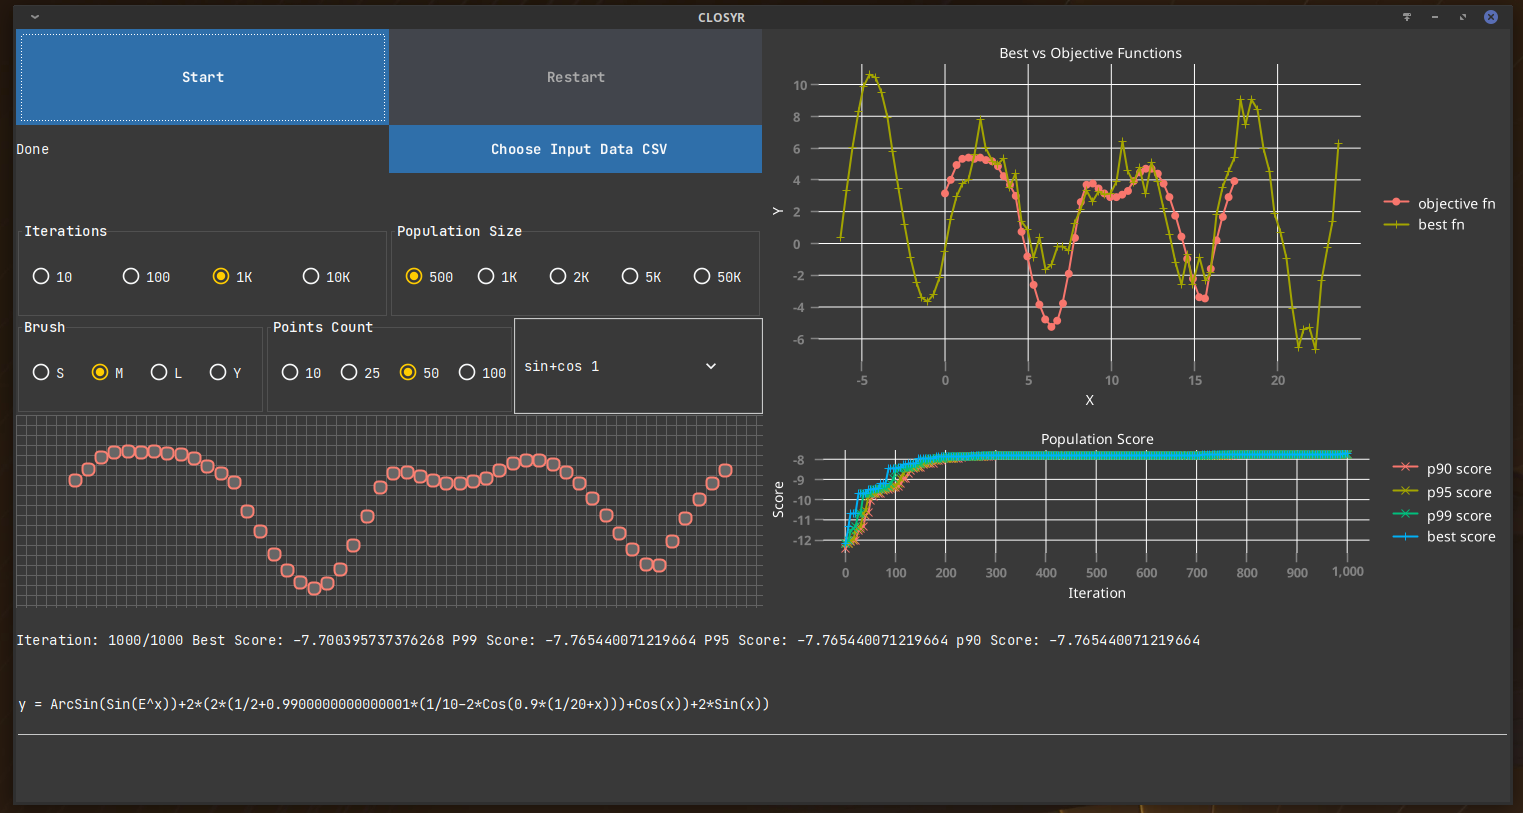 CLOSYR
Start
Restart
Done
Choose Input Data CSV
Iterations
10 100 1K 10K
Population Size
500 1K 2K 5K 50K
Brush
S M L Y
Points Count
10 25 50 100
sin+cos 1
Best vs Objective Functions
Y
10
8
6
4
2
0
-2
-4
-6
-5 0 5 10 15 20
X
objective fn
best fn
Population Score
Score
-8
-9
-10
-11
-12
0 100 200 300 400 500 600 700 800 900 1,000
Iteration
p90 score
p95 score
p99 score
best score
Iteration: 1000/1000 Best Score: -7.700395737376268 P99 Score: -7.765440071219664 P95 Score: -7.765440071219664 p90 Score: -7.765440071219664
y = ArcSin(Sin(E^x))+2*(2*(1/2+0.9900000000000001*(1/10-2*Cos(0.9*(1/20+x)))+Cos(x))+2*Sin(x))